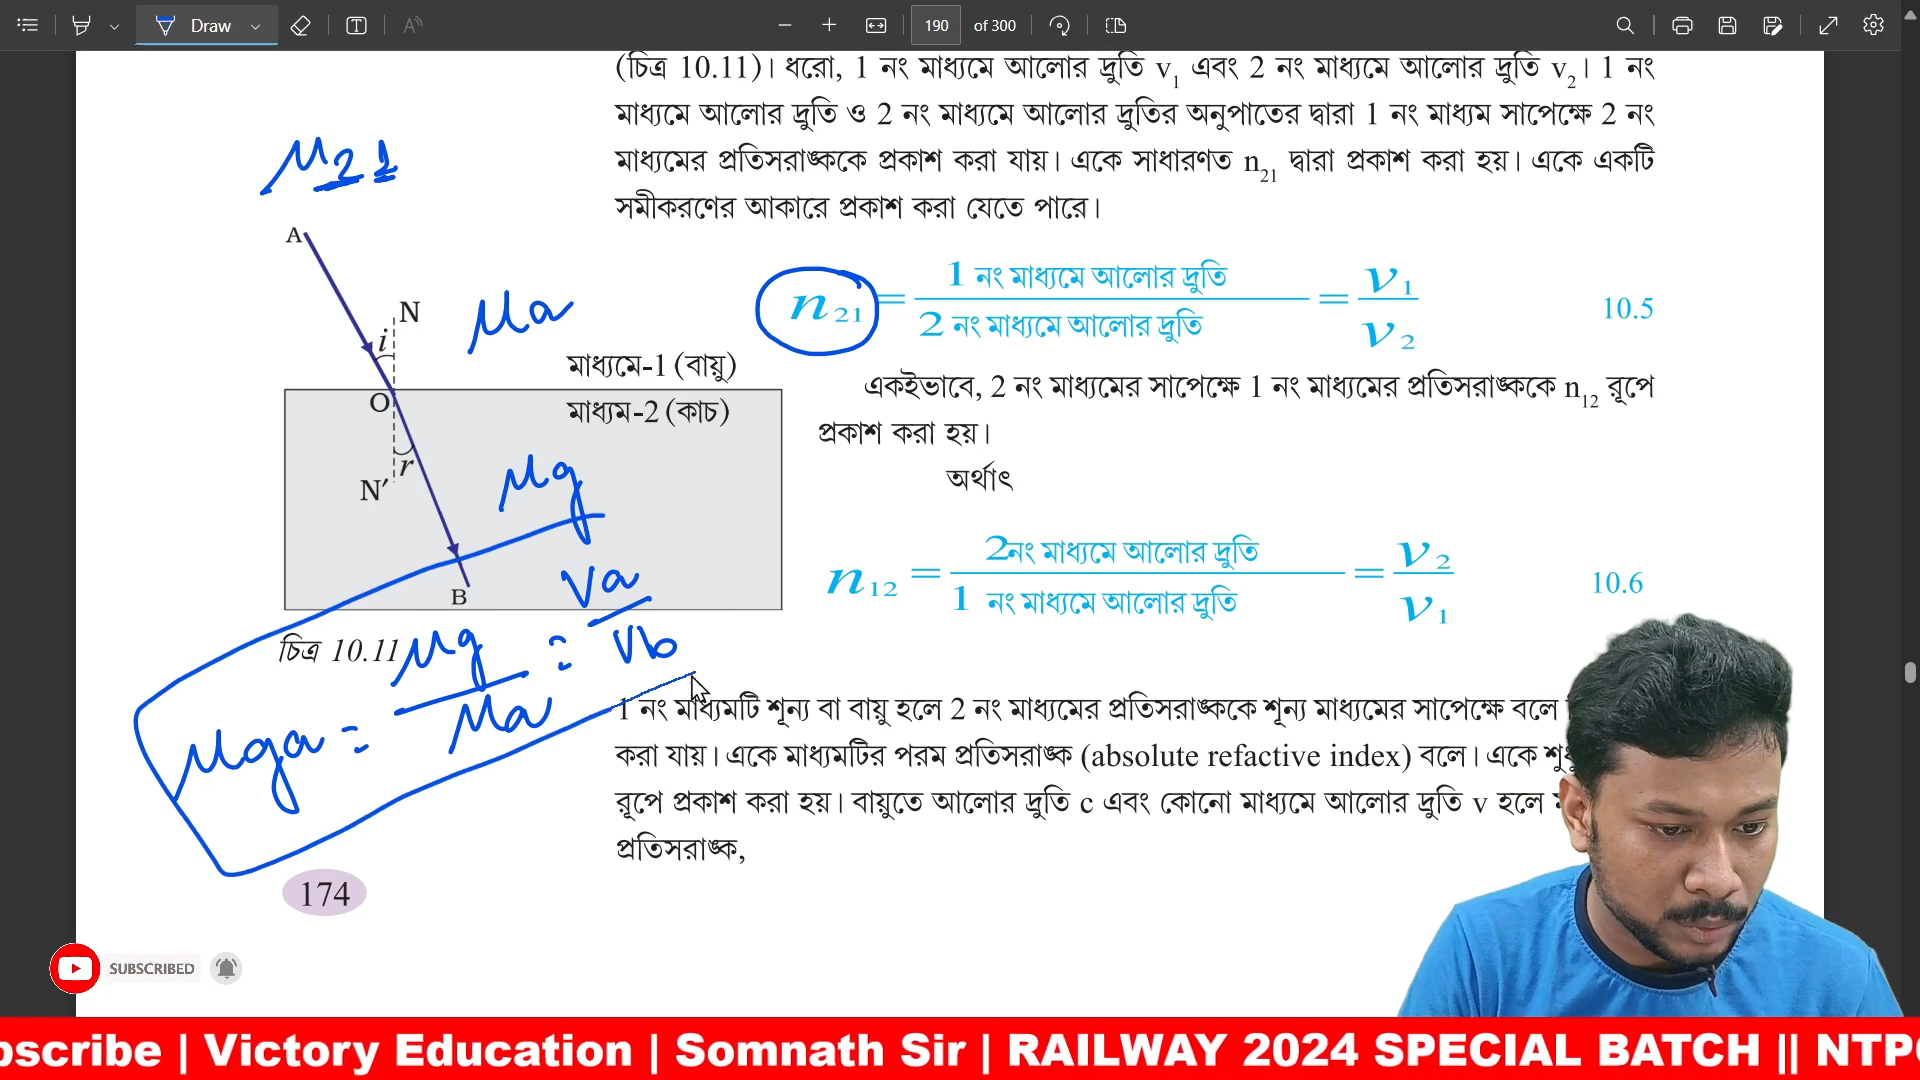 Draw
190 of 300
(চিত্র 10.11)। ধরো, 1 নং মাধ্যমে আলোর দ্রুতি v1 এবং 2 নং মাধ্যমে আলোর দ্রুতি v2। 1 নং
মাধ্যমে আলোর দ্রুতি ও 2 নং মাধ্যমে আলোর দ্রুতির অনুপাতের দ্বারা 1 নং মাধ্যম সাপেক্ষে 2 নং
মাধ্যমের প্রতিসরাঙ্ককে প্রকাশ করা যায়। একে সাধারণত n21 দ্বারা প্রকাশ করা হয়। একে একটি
সমীকরণের আকারে প্রকাশ করা যেতে পারে।
μ21
A
N
i
μa
মাধ্যমে-1 (বায়ু)
O
মাধ্যম-2 (কাচ)
r
N′
μg
B
চিত্র 10.11
μga = μg/μa = va/vb
n21 = 1 নং মাধ্যমে আলোর দ্রুতি / 2 নং মাধ্যমে আলোর দ্রুতি = v1/v2 10.5
একইভাবে, 2 নং মাধ্যমের সাপেক্ষে 1 নং মাধ্যমের প্রতিসরাঙ্ককে n12 রূপে
প্রকাশ করা হয়।
অর্থাৎ
n12 = 2নং মাধ্যমে আলোর দ্রুতি / 1 নং মাধ্যমে আলোর দ্রুতি = v2/v1 10.6
1 নং মাধ্যমটি শূন্য বা বায়ু হলে 2 নং মাধ্যমের প্রতিসরাঙ্ককে শূন্য মাধ্যমের সাপেক্ষে বলে
করা যায়। একে মাধ্যমটির পরম প্রতিসরাঙ্ক (absolute refactive index) বলে। একে
রূপে প্রকাশ করা হয়। বায়ুতে আলোর দ্রুতি c এবং কোনো মাধ্যমে আলোর দ্রুতি v হলে
প্রতিসরাঙ্ক,
174
SUBSCRIBED
bscribe | Victory Education | Somnath Sir | RAILWAY 2024 SPECIAL BATCH || NTPC